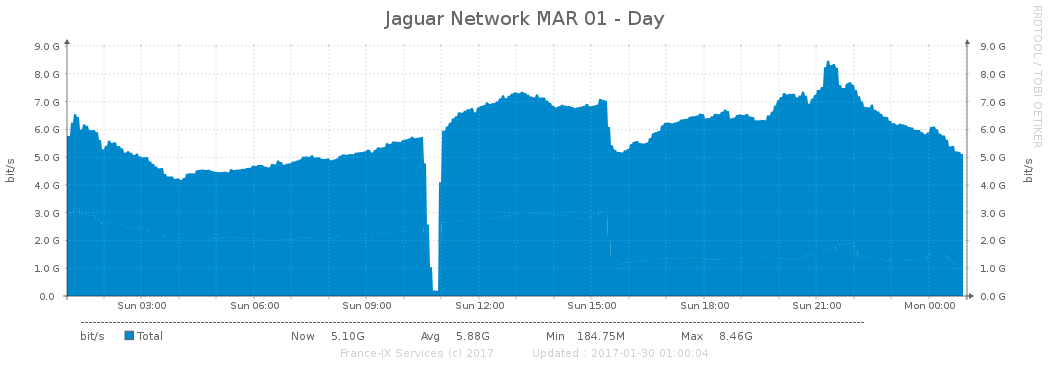 Jaguar Network MAR 01 - Day
RRDTOOL / TOBI OETIKER
9.0 G 9.0 G
8.0 G 8.0 G
7.0 G 7.0 G
6.0 G 6.0 G
5.0 G 5.0 G
4.0 G 4.0 G
3.0 G 3.0 G
2.0 G 2.0 G
1.0 G 1.0 G
0.0 0.0 G
bit/s
bit/s
Sun 03:00 Sun 06:00 Sun 09:00 Sun 12:00 Sun 15:00 Sun 18:00 Sun 21:00 Mon 00:00
bit/s Total Now 5.10G Avg 5.88G Min 184.75M Max 8.46G
France-IX Services (c) 2017 Updated : 2017-01-30 01:00:04